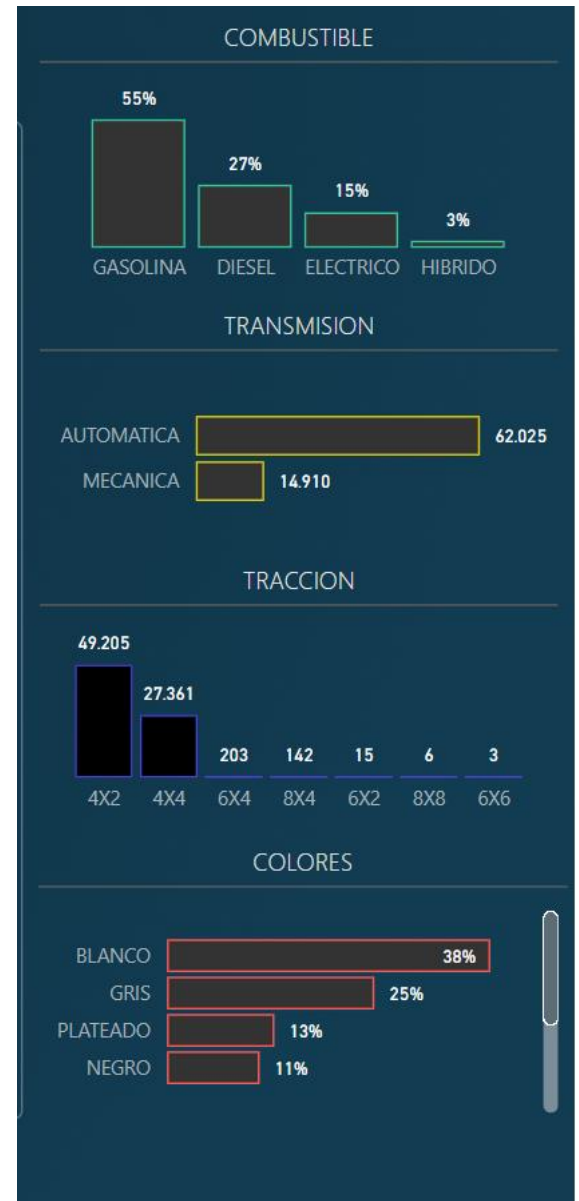 COMBUSTIBLE
55%
27%
15%
3%
GASOLINA DIESEL ELECTRICO HIBRIDO
TRANSMISION
AUTOMATICA 62.025
MECANICA 14.910
TRACCION
49.205
27.361
203 142 15 6 3
4X2 4X4 6X4 8X4 6X2 8X8 6X6
COLORES
BLANCO 38%
GRIS 25%
PLATEADO 13%
NEGRO 11%